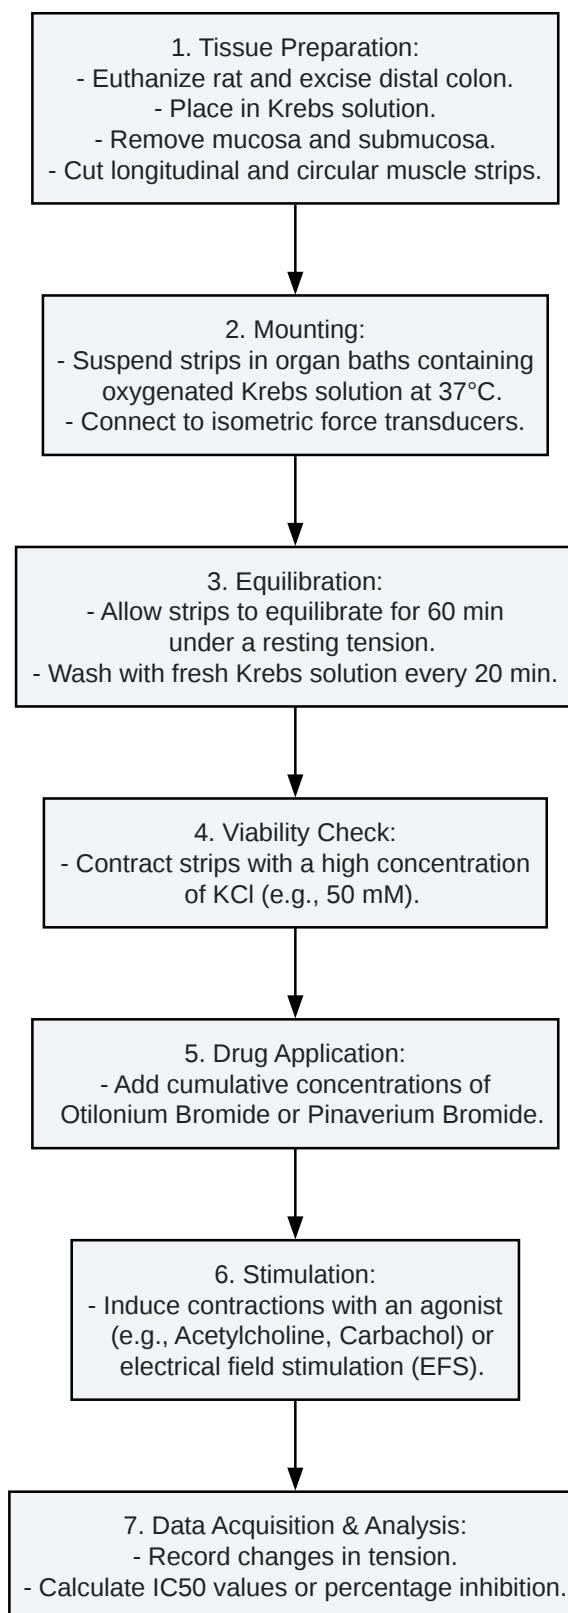 1. Tissue Preparation:
- Euthanize rat and excise distal colon.
- Place in Krebs solution.
- Remove mucosa and submucosa.
- Cut longitudinal and circular muscle strips.
2. Mounting:
- Suspend strips in organ baths containing
oxygenated Krebs solution at 37°C.
- Connect to isometric force transducers.
3. Equilibration:
- Allow strips to equilibrate for 60 min
under a resting tension.
- Wash with fresh Krebs solution every 20 min.
4. Viability Check:
- Contract strips with a high concentration
of KCl (e.g., 50 mM).
5. Drug Application:
- Add cumulative concentrations of
Otilonium Bromide or Pinaverium Bromide.
6. Stimulation:
- Induce contractions with an agonist
(e.g., Acetylcholine, Carbachol) or
electrical field stimulation (EFS).
7. Data Acquisition & Analysis:
- Record changes in tension.
- Calculate IC50 values or percentage inhibition.